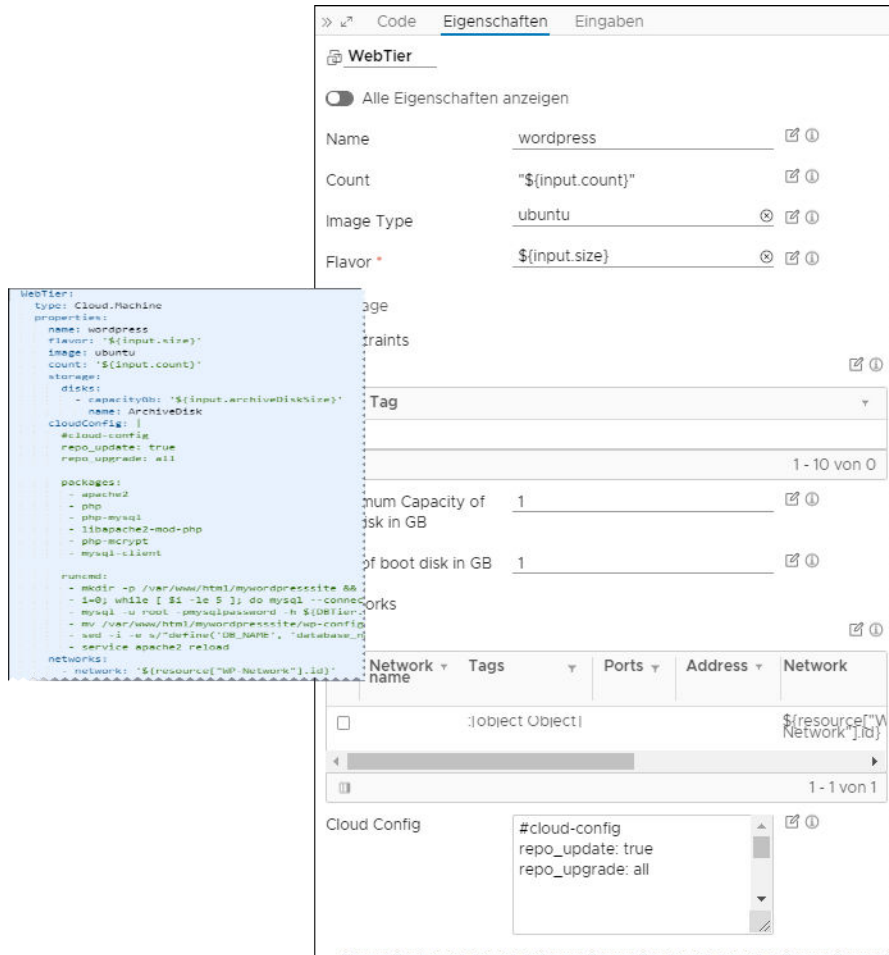 Code Eigenschaften Eingaben
WebTier
Alle Eigenschaften anzeigen
Name wordpress
Count "${input.count}"
Image Type ubuntu
Flavor * ${input.size}
age
traints
Tag
1 - 10 von 0
mum Capacity of 1
isk in GB
of boot disk in GB 1
orks
Network name Tags Ports Address Network
:[object Object] ${resource["W
Network"].id}
1 - 1 von 1
Cloud Config
#cloud-config
repo_update: true
repo_upgrade: all
WebTier:
type: Cloud.Machine
properties:
name: wordpress
flavor: '${input.size}'
image: ubuntu
count: '${input.count}'
storage:
disks:
- capacityGb: '${input.archiveDiskSize}'
name: ArchiveDisk
cloudConfig: |
#cloud-config
repo_update: true
repo_upgrade: all
packages:
- apache2
- php
- php-mysql
- libapache2-mod-php
- php-mcrypt
- mysql-client
runcmd:
- mkdir -p /var/www/html/mywordpresssite &&
- i=0; while [ $i -le 5 ]; do mysql --connec
- mysql -u root -pmysqlpassword -h ${DBTier.
- mv /var/www/html/mywordpresssite/wp-config
- sed -i -e s/"define('DB_NAME', 'database_n
- service apache2 reload
networks:
- network: '${resource["WP-Network"].id}'